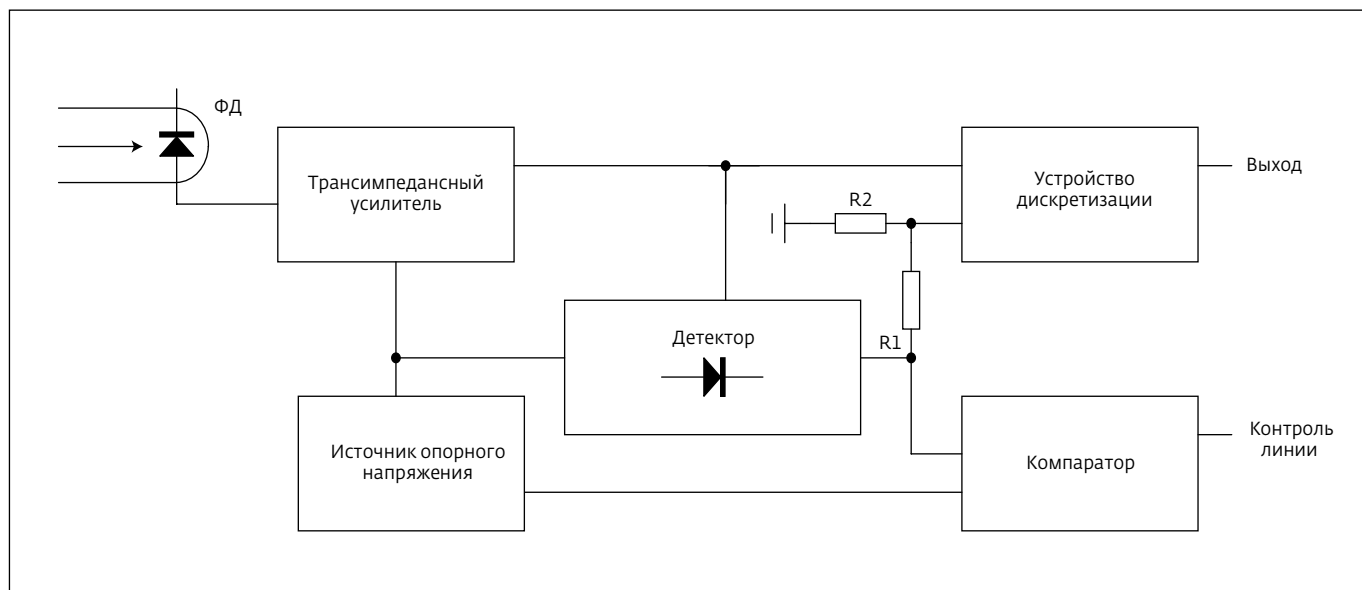 ФД
Трансимпедансный
усилитель
Устройство
дискретизации
Выход
R2
Детектор
R1
Источник опорного
напряжения
Компаратор
Контроль
линии